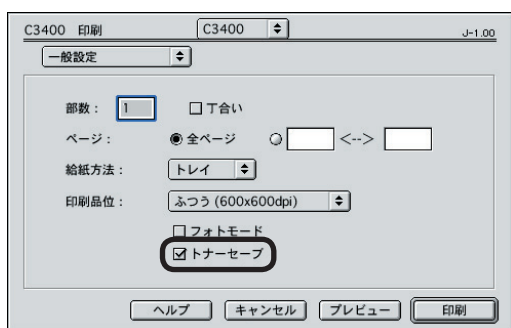 C3400 印刷 C3400 J-1.00
一般設定
部数： 1 丁合い
ページ： 全ページ <-->
給紙方法： トレイ
印刷品位： ふつう (600x600dpi)
フォトモード
トナーセーブ
ヘルプ キャンセル プレビュー 印刷